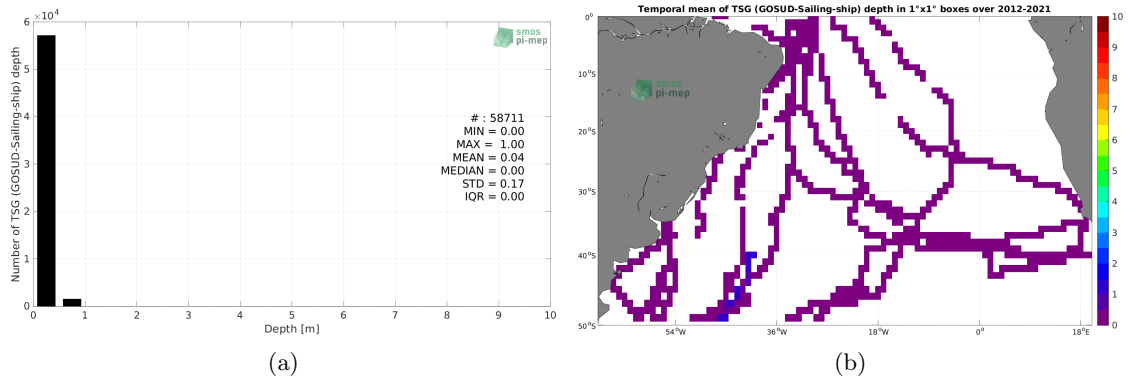 ×10⁴
6
5
4
3
2
1
0
Number of TSG (GOSUD-Sailing-ship) depth
smos
pi-mep
# : 58711
MIN = 0.00
MAX = 1.00
MEAN = 0.04
MEDIAN = 0.00
STD = 0.17
IQR = 0.00
0 1 2 3 4 5 6 7 8 9 10
Depth [m]
(a)
Temporal mean of TSG (GOSUD-Sailing-ship) depth in 1°x1° boxes over 2012-2021
0°
10°S
20°S
30°S
40°S
50°S
smos
pi-mep
54°W 36°W 18°W 0° 18°E
10
9
8
7
6
5
4
3
2
1
0
(b)